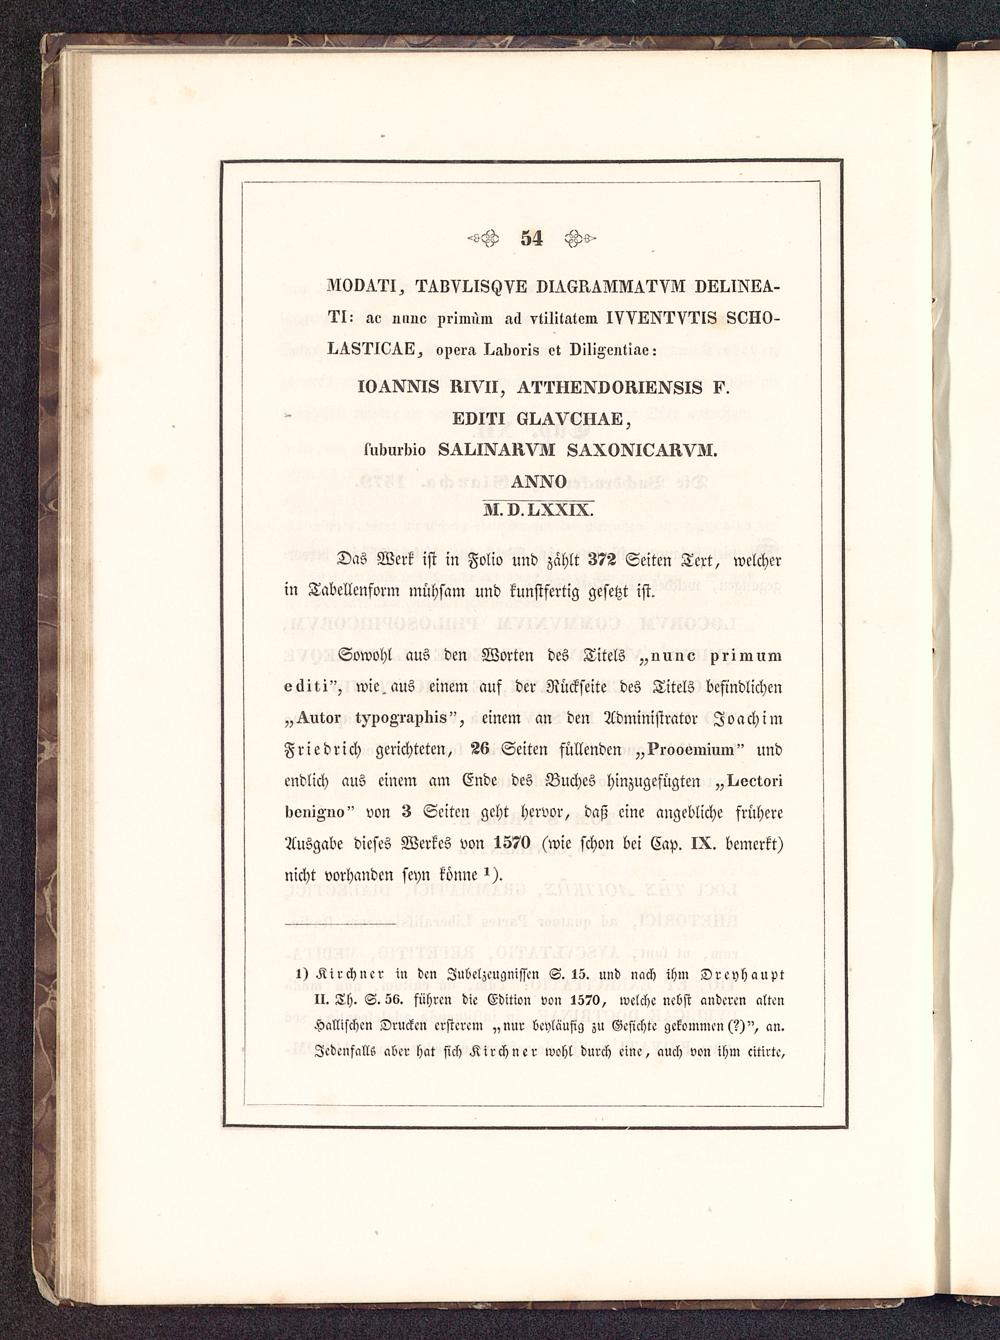 54
MODATI, TABVLISQVE DIAGRAMMATVM DELINEA-
TI: ac nunc primùm ad vtilitatem IVVENTVTIS SCHO-
LASTICAE, opera Laboris et Diligentiae:
IOANNIS RIVII, ATTHENDORIENSIS F.
EDITI GLAVCHAE,
ſuburbio SALINARVM SAXONICARVM.
ANNO
M. D. LXXIX.
Das Werk iſt in Folio und zählt 372 Seiten Text, welcher
in Tabellenform mühſam und kunſtfertig geſetzt iſt.
Sowohl aus den Worten des Titels „nunc primum
editi”, wie aus einem auf der Rückſeite des Titels befindlichen
„Autor typographis”, einem an den Adminiſtrator Joachim
Friedrich gerichteten, 26 Seiten füllenden „Prooemium” und
endlich aus einem am Ende des Buches hinzugefügten „Lectori
benigno” von 3 Seiten geht hervor, daß eine angebliche frühere
Ausgabe dieſes Werkes von 1570 (wie ſchon bei Cap. IX. bemerkt)
nicht vorhanden ſeyn könne ¹).
1) Kirchner in den Jubelzeugniſſen S. 15. und nach ihm Dreyhaupt
II. Th. S. 56. führen die Edition von 1570, welche nebſt anderen alten
Halliſchen Drucken erſterem „nur beyläufig zu Geſichte gekommen (?)”, an.
Jedenfalls aber hat ſich Kirchner wohl durch eine, auch von ihm citirte,